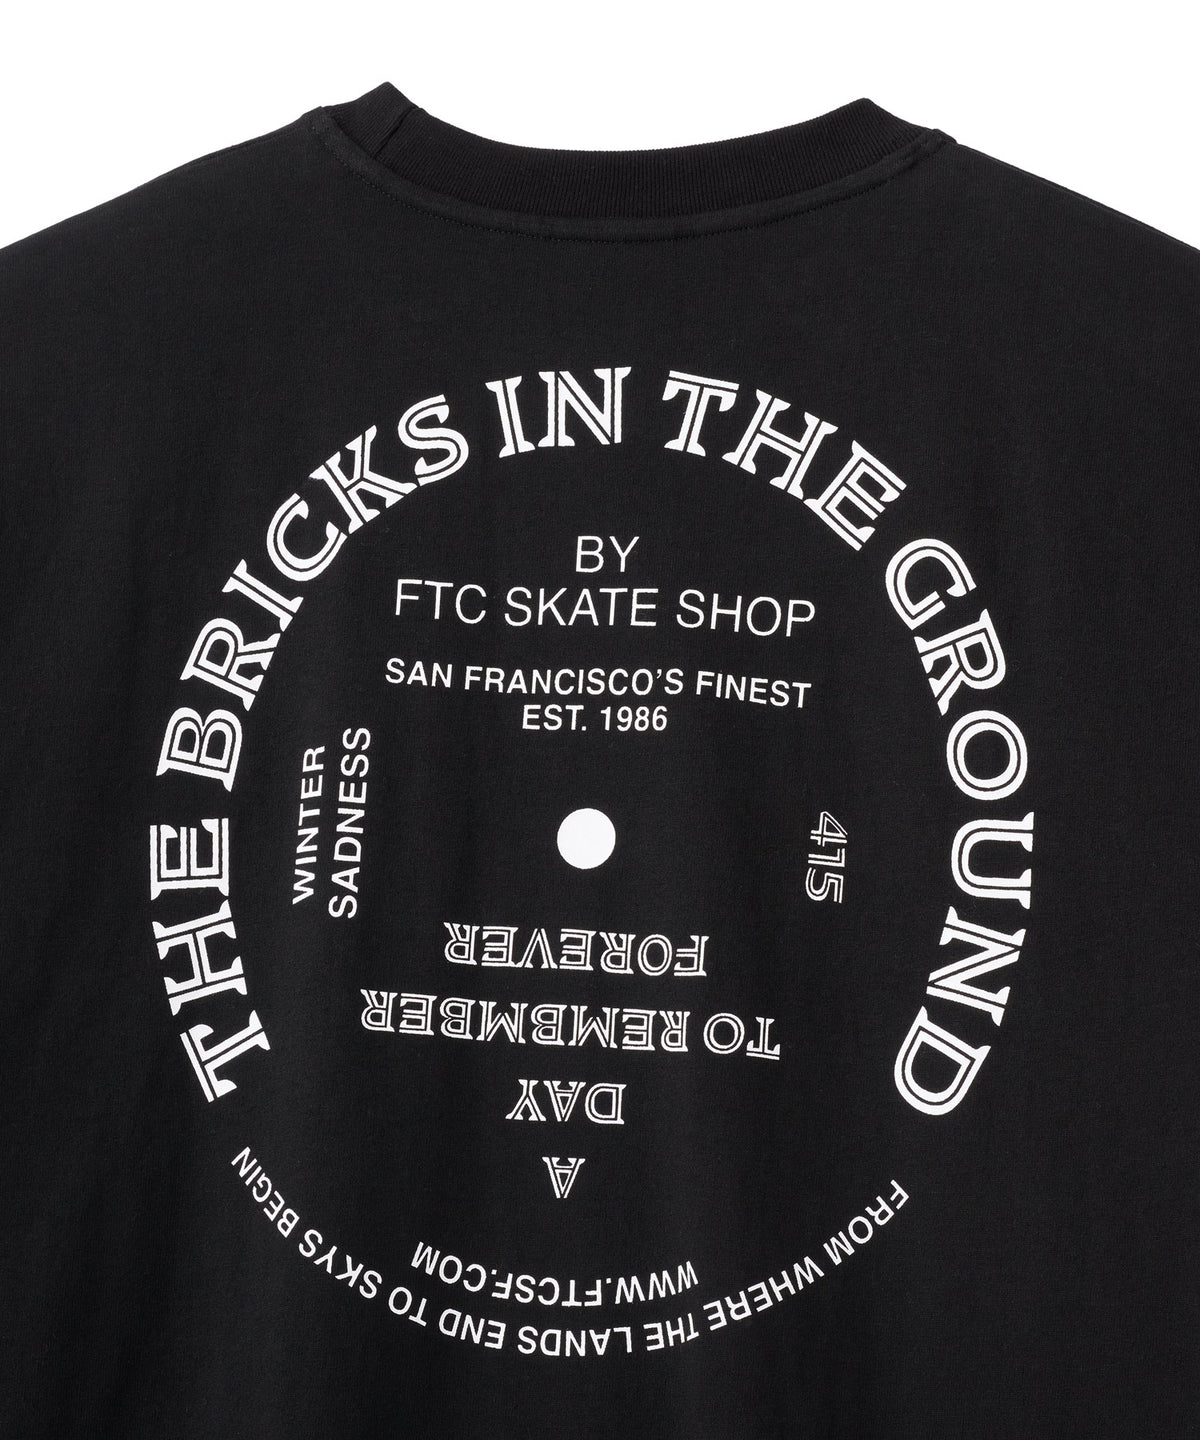 THE BRICKS IN THE GROUND
BY
FTC SKATE SHOP
SAN FRANCISCO'S FINEST
EST. 1986
WINTER
SADNESS
415
A
DAY
TO REMBMBER
FOREVER
WWW.FTCSF.COM
FROM WHERE THE LANDS END TO SKYS BEGIN